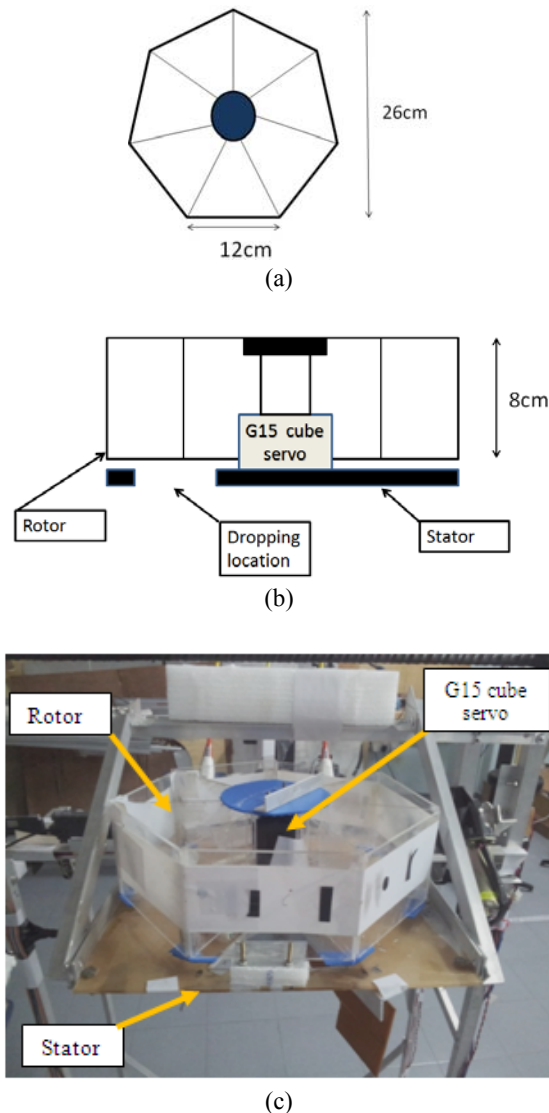 26cm
12cm
(a)
8cm
G15 cube
servo
Rotor
Dropping
location
Stator
(b)
Rotor
G15 cube
servo
Stator
(c)